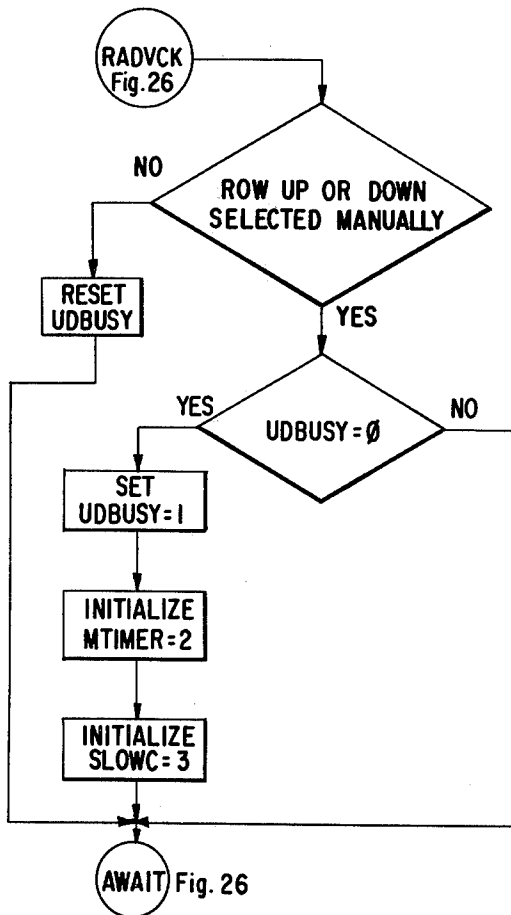 RADVCK
Fig. 26
NO
ROW UP OR DOWN
SELECTED MANUALLY
RESET
UDBUSY
YES
YES
UDBUSY=Ø
NO
SET
UDBUSY=1
INITIALIZE
MTIMER=2
INITIALIZE
SLOWC=3
AWAIT Fig. 26